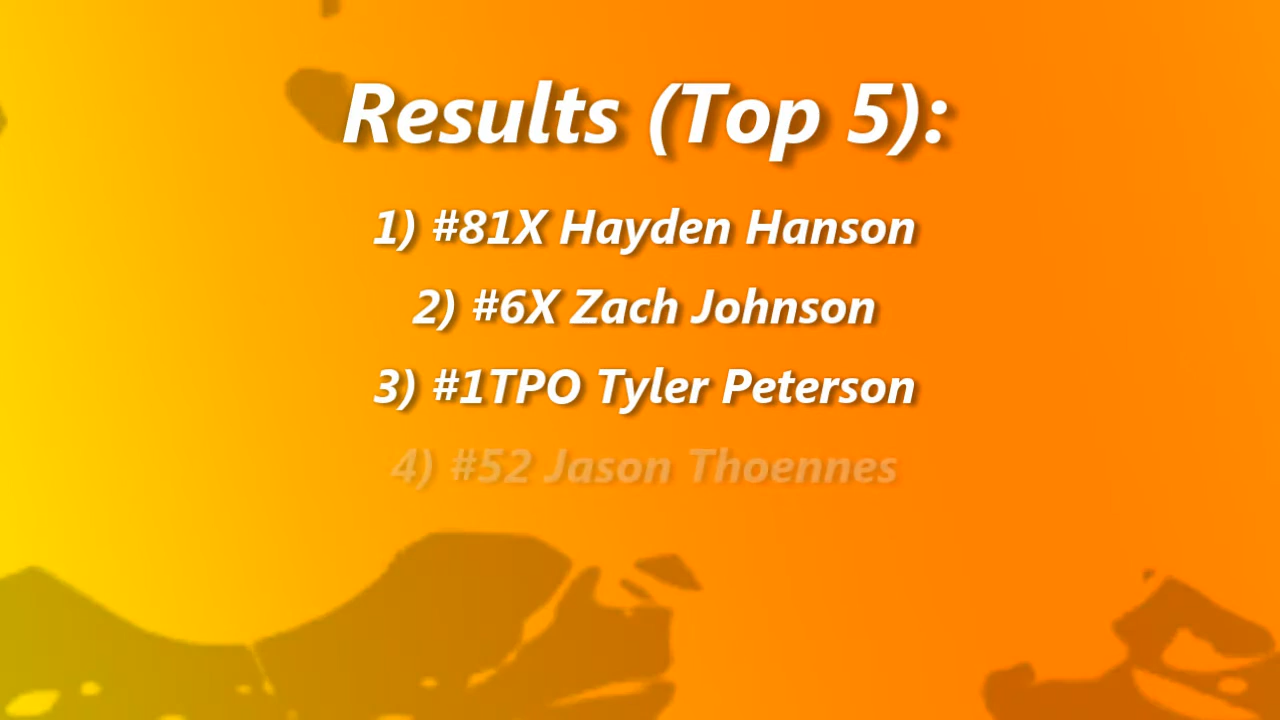 Results (Top 5):
1) #81X Hayden Hanson
2) #6X Zach Johnson
3) #1TPO Tyler Peterson
4) #52 Jason Thoennes